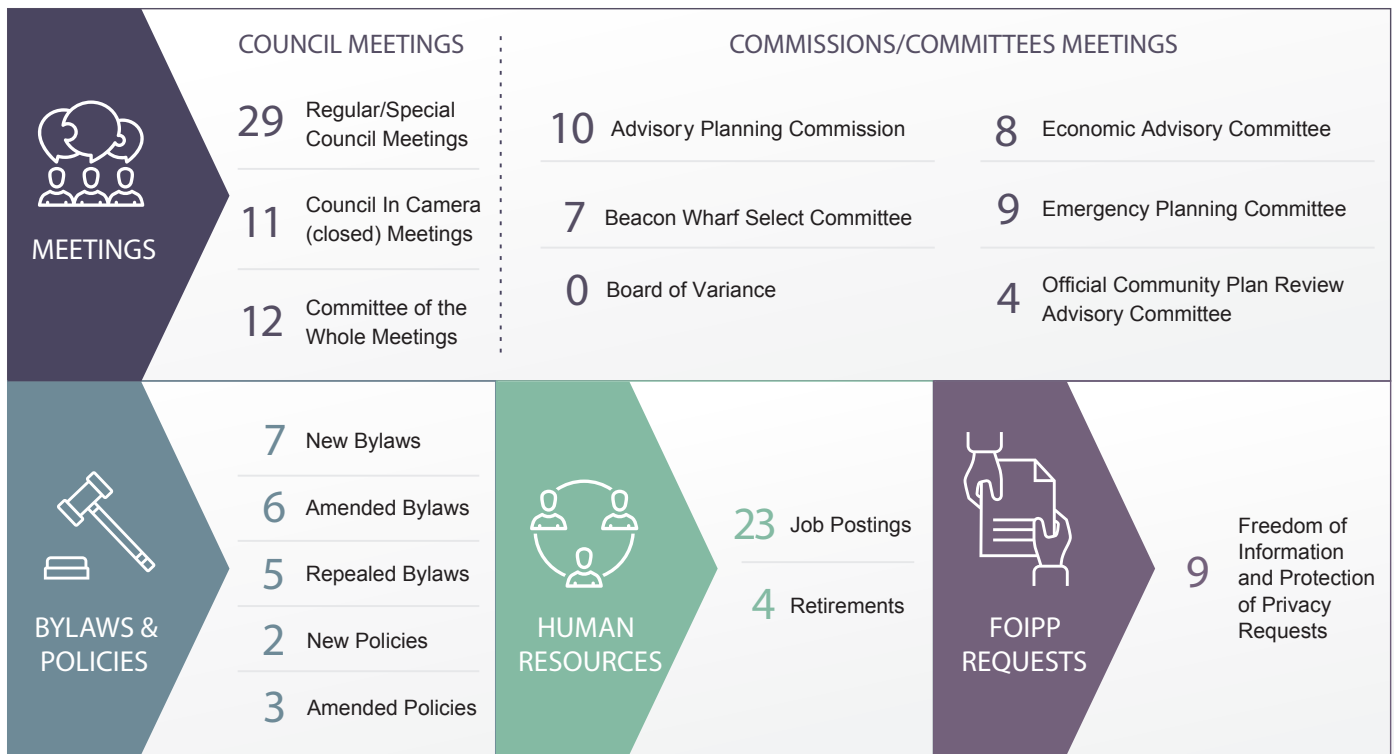 MEETINGS
COUNCIL MEETINGS
29 Regular/Special
Council Meetings
11 Council In Camera
(closed) Meetings
12 Committee of the
Whole Meetings
COMMISSIONS/COMMITTEES MEETINGS
10 Advisory Planning Commission
7 Beacon Wharf Select Committee
0 Board of Variance
8 Economic Advisory Committee
9 Emergency Planning Committee
4 Official Community Plan Review
Advisory Committee
BYLAWS &
POLICIES
7 New Bylaws
6 Amended Bylaws
5 Repealed Bylaws
2 New Policies
3 Amended Policies
HUMAN
RESOURCES
23 Job Postings
4 Retirements
FOIPP
REQUESTS
9 Freedom of
Information
and Protection
of Privacy
Requests